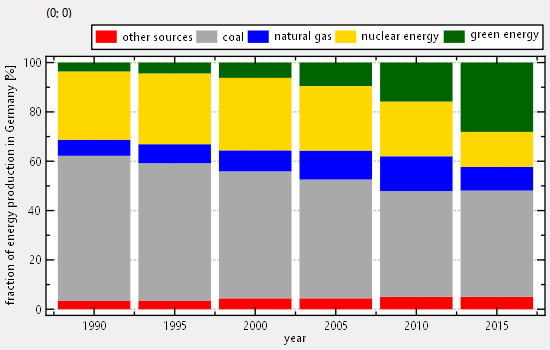 (0; 0)
other sources coal natural gas nuclear energy green energy
fraction of energy production in Germany [%]
100
80
60
40
20
0
1990 1995 2000 2005 2010 2015
year